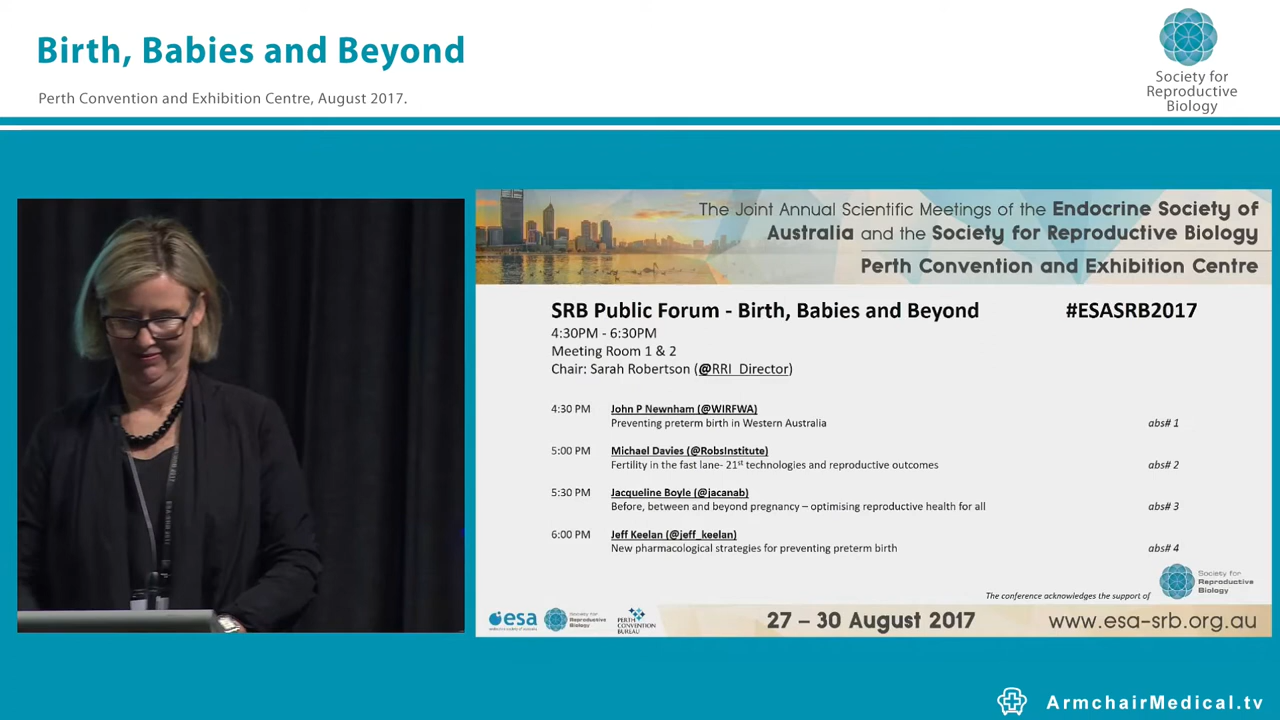 Birth, Babies and Beyond
Perth Convention and Exhibition Centre, August 2017.
Society for
Reproductive
Biology
The Joint Annual Scientific Meetings of the Endocrine Society of
Australia and the Society for Reproductive Biology
Perth Convention and Exhibition Centre
SRB Public Forum - Birth, Babies and Beyond #ESASRB2017
4:30PM - 6:30PM
Meeting Room 1 & 2
Chair: Sarah Robertson (@RRI_Director)
4:30 PM John P Newnham (@WIRFWA)
Preventing preterm birth in Western Australia abs# 1
5:00 PM Michael Davies (@RobsInstitute)
Fertility in the fast lane- 21st technologies and reproductive outcomes abs# 2
5:30 PM Jacqueline Boyle (@jacanab)
Before, between and beyond pregnancy – optimising reproductive health for all abs# 3
6:00 PM Jeff Keelan (@jeff_keelan)
New pharmacological strategies for preventing preterm birth abs# 4
The conference acknowledges the support of
Society for
Reproductive
Biology
esa
Society for
Reproductive
Biology
PERTH
CONVENTION
BUREAU
27 – 30 August 2017
www.esa-srb.org.au
ArmchairMedical.tv